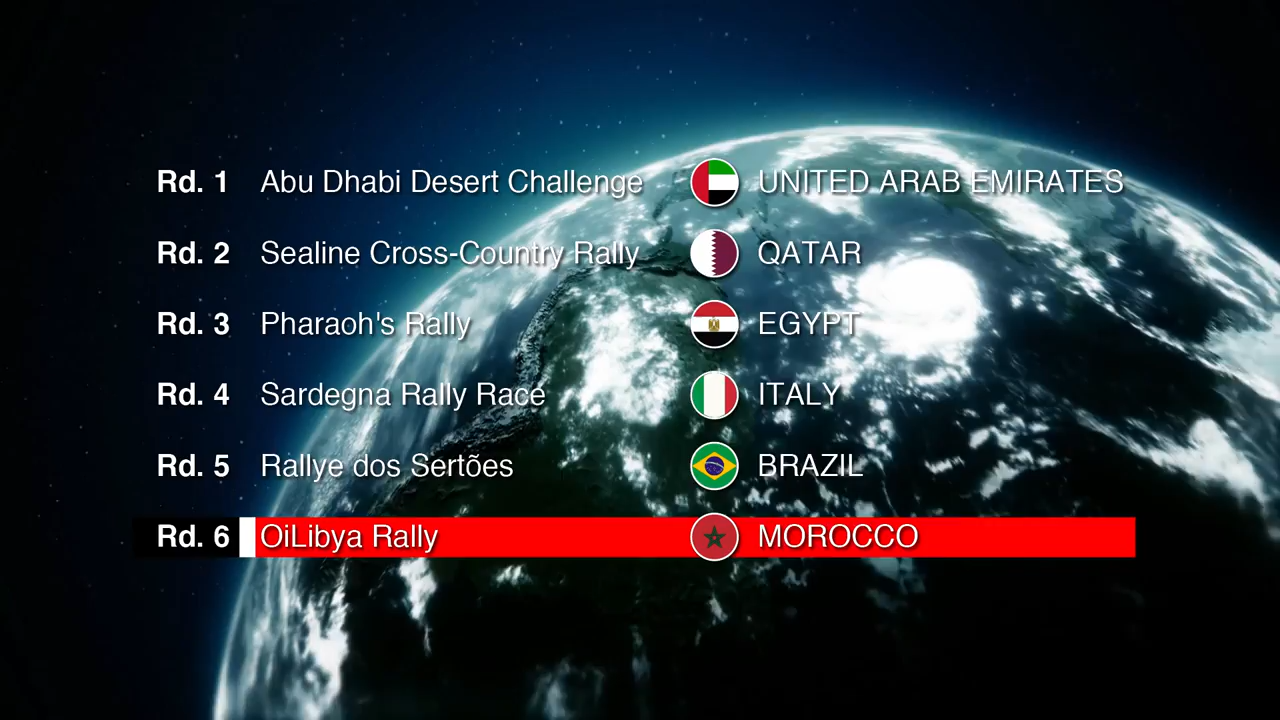 Rd. 1 Abu Dhabi Desert Challenge UNITED ARAB EMIRATES
Rd. 2 Sealine Cross-Country Rally QATAR
Rd. 3 Pharaoh's Rally EGYPT
Rd. 4 Sardegna Rally Race ITALY
Rd. 5 Rallye dos Sertões BRAZIL
Rd. 6 OiLibya Rally MOROCCO